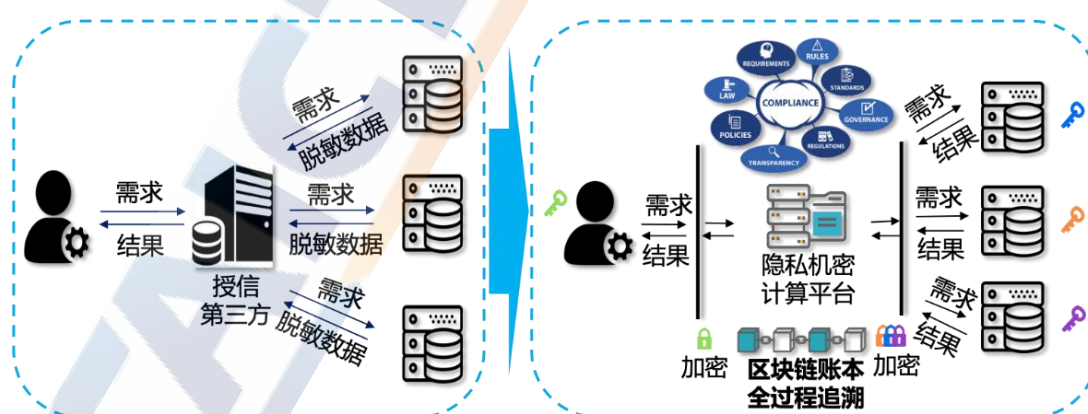 需求
脱敏数据
需求
结果
需求
脱敏数据
授信
第三方
需求
脱敏数据
REQUIREMENTS
RULES
LAW
STANDARDS
COMPLIANCE
GOVERNANCE
POLICIES
REGULATIONS
TRANSPARENCY
需求
结果
隐私机密
计算平台
需求
结果
需求
结果
需求
结果
加密
区块链账本
全过程追溯
加密